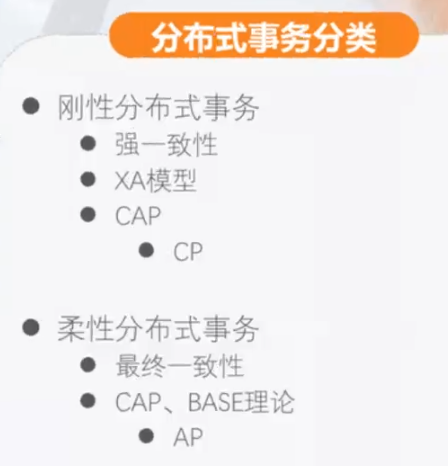 分布式事务分类
刚性分布式事务
强一致性
XA模型
CAP
CP
柔性分布式事务
最终一致性
CAP、BASE理论
AP